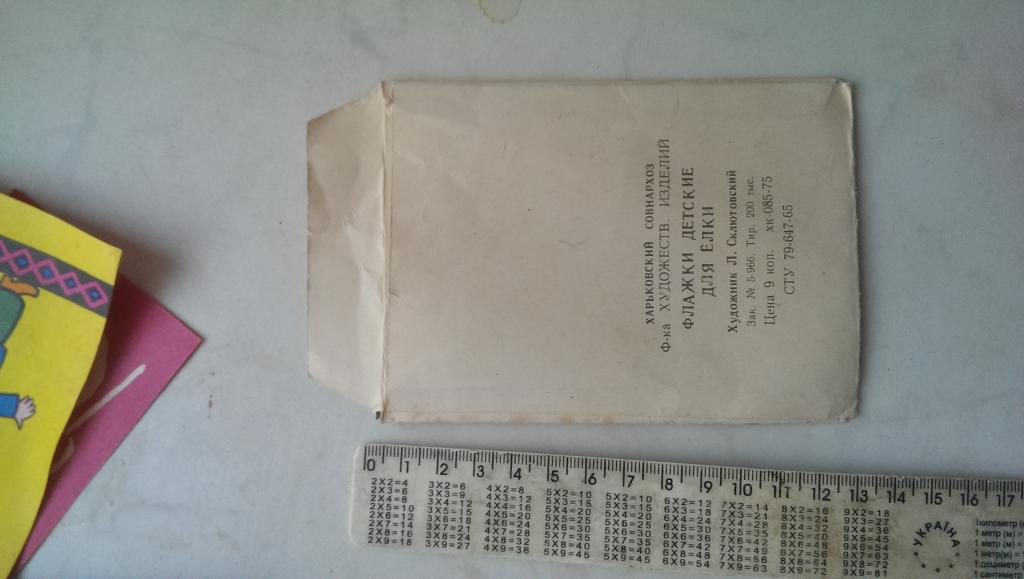 ХАРЬКОВСКИЙ СОВНАРХОЗ
Ф-ка ХУДОЖЕСТВ. ИЗДЕЛИЙ
ФЛАЖКИ ДЕТСКИЕ
ДЛЯ ЁЛКИ
Художник Л. Склютовский
Зак. № 5-966. Тир. 200 тыс.
Цена 9 коп. хк-085-75
СТУ 79-647-65
0 1 2 3 4 5 6 7 8 9 10 11 12 13 14 15 16 17
2X2=4 3X2=6 4X2=8 5X2=10 5X2=10 6X2=12 7X2=14 8X2=16 9X2=18
2X3=6 3X3=9 4X3=12 5X3=15 5X3=15 6X3=18 7X3=21 8X3=24 9X3=27
2X4=8 3X4=12 4X4=16 5X4=20 5X4=20 6X4=24 7X4=28 8X4=32 9X4=36
2X5=10 3X5=15 4X5=20 5X5=25 5X5=25 6X5=30 7X5=35 8X5=40 9X5=45
2X6=12 3X6=18 4X6=24 5X6=30 5X6=30 6X6=36 7X6=42 8X6=48 9X6=54
2X7=14 3X7=21 4X7=28 5X7=35 5X7=35 6X7=42 7X7=49 8X7=56 9X7=63
2X8=16 3X8=24 4X8=32 5X8=40 5X8=40 6X8=48 7X8=56 8X8=64 9X8=72
2X9=18 3X9=27 4X9=36 5X9=45 5X9=45 6X9=54 7X9=63 8X9=72 9X9=81
УКРАЇНА
1 кілометр
1 метр (м) =
1 метр (м) =
1 метр(м) =
1 дециметр
1 сантиметр